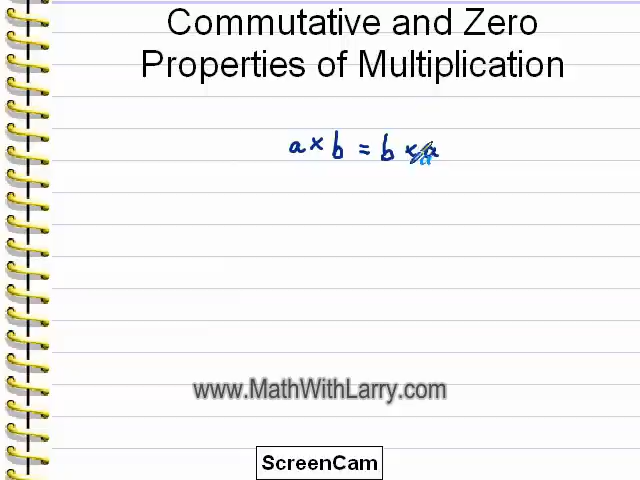 Commutative and Zero
Properties of Multiplication
a × b = b × a
www.MathWithLarry.com
ScreenCam